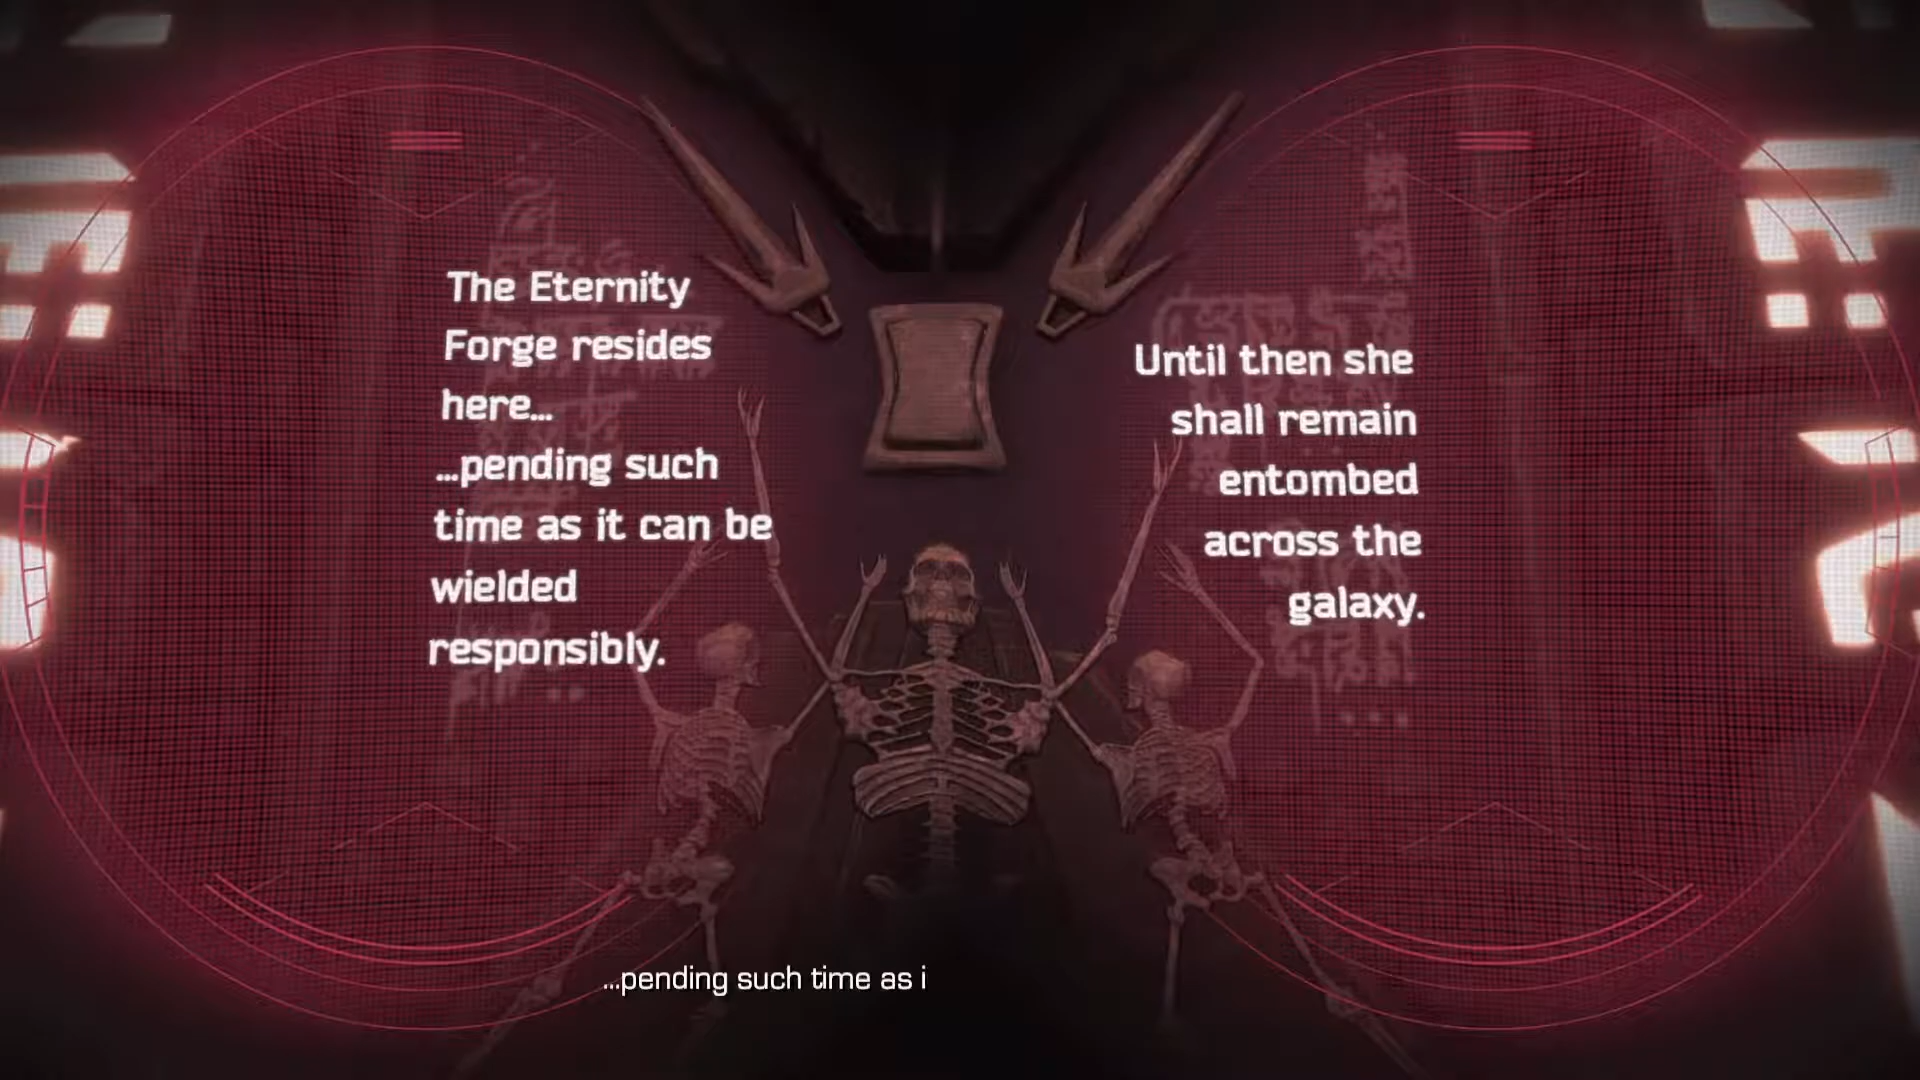 The Eternity
Forge resides
here...
...pending such
time as it can be
wielded
responsibly.
Until then she
shall remain
entombed
across the
galaxy.
...pending such time as i